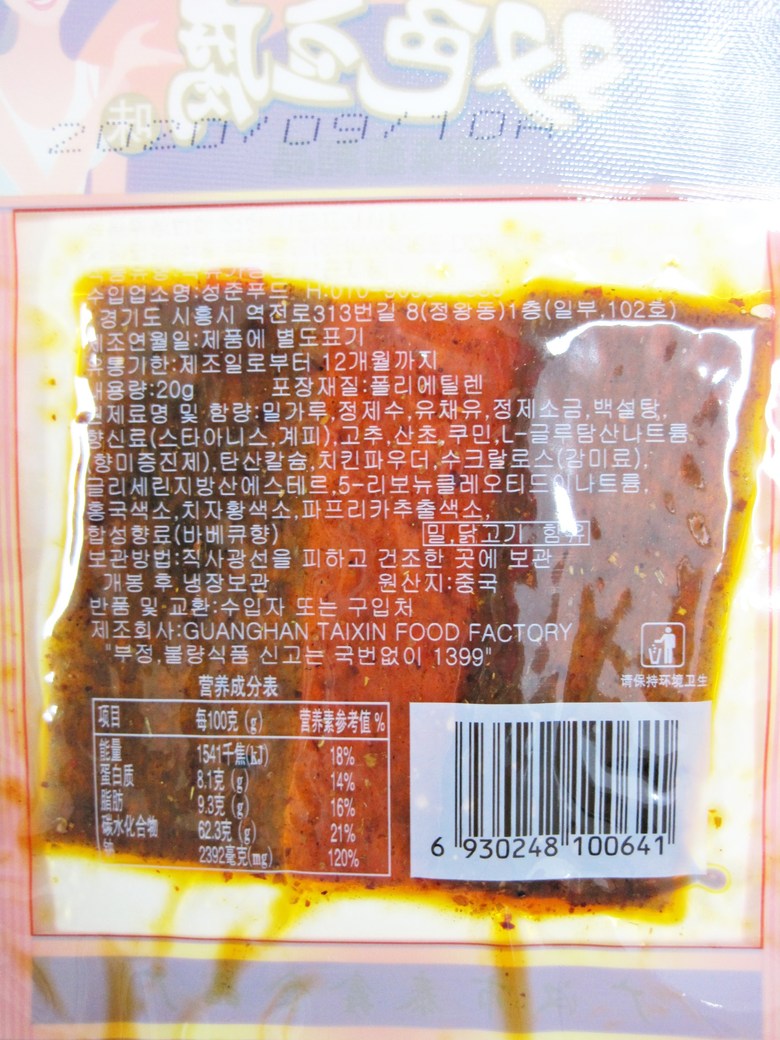 2020/09/10A
수입업소명:성준푸드
경기도 시흥시 역전로313번길 8(정왕동)1층(일부,102호)
제조연월일:제품에 별도표기
유통기한:제조일로부터 12개월까지
내용량:20g 포장재질:폴리에틸렌
원재료명 및 함량:밀가루,정제수,유채유,정제소금,백설탕,
향신료(스타아니스,계피),고추,산초,쿠민,L-글루탐산나트륨
(향미증진제),탄산칼슘,치킨파우더,수크랄로스(감미료),
글리세린지방산에스테르,5-리보뉴클레오티드이나트륨,
홍국색소,치자황색소,파프리카추출색소,
합성향료(바베큐향) 밀,닭고기 함유
보관방법:직사광선을 피하고 건조한 곳에 보관
개봉 후 냉장보관 원산지:중국
반품 및 교환:수입자 또는 구입처
제조회사:GUANGHAN TAIXIN FOOD FACTORY
"부정,불량식품 신고는 국번없이 1399"
请保持环境卫生
营养成分表
项目 每100克(g) 营养素参考值%
能量 1541千焦(kJ) 18%
蛋白质 8.1克(g) 14%
脂肪 9.3克(g) 16%
碳水化合物 62.3克(g) 21%
钠 2392毫克(mg) 120%
6 930248 100641